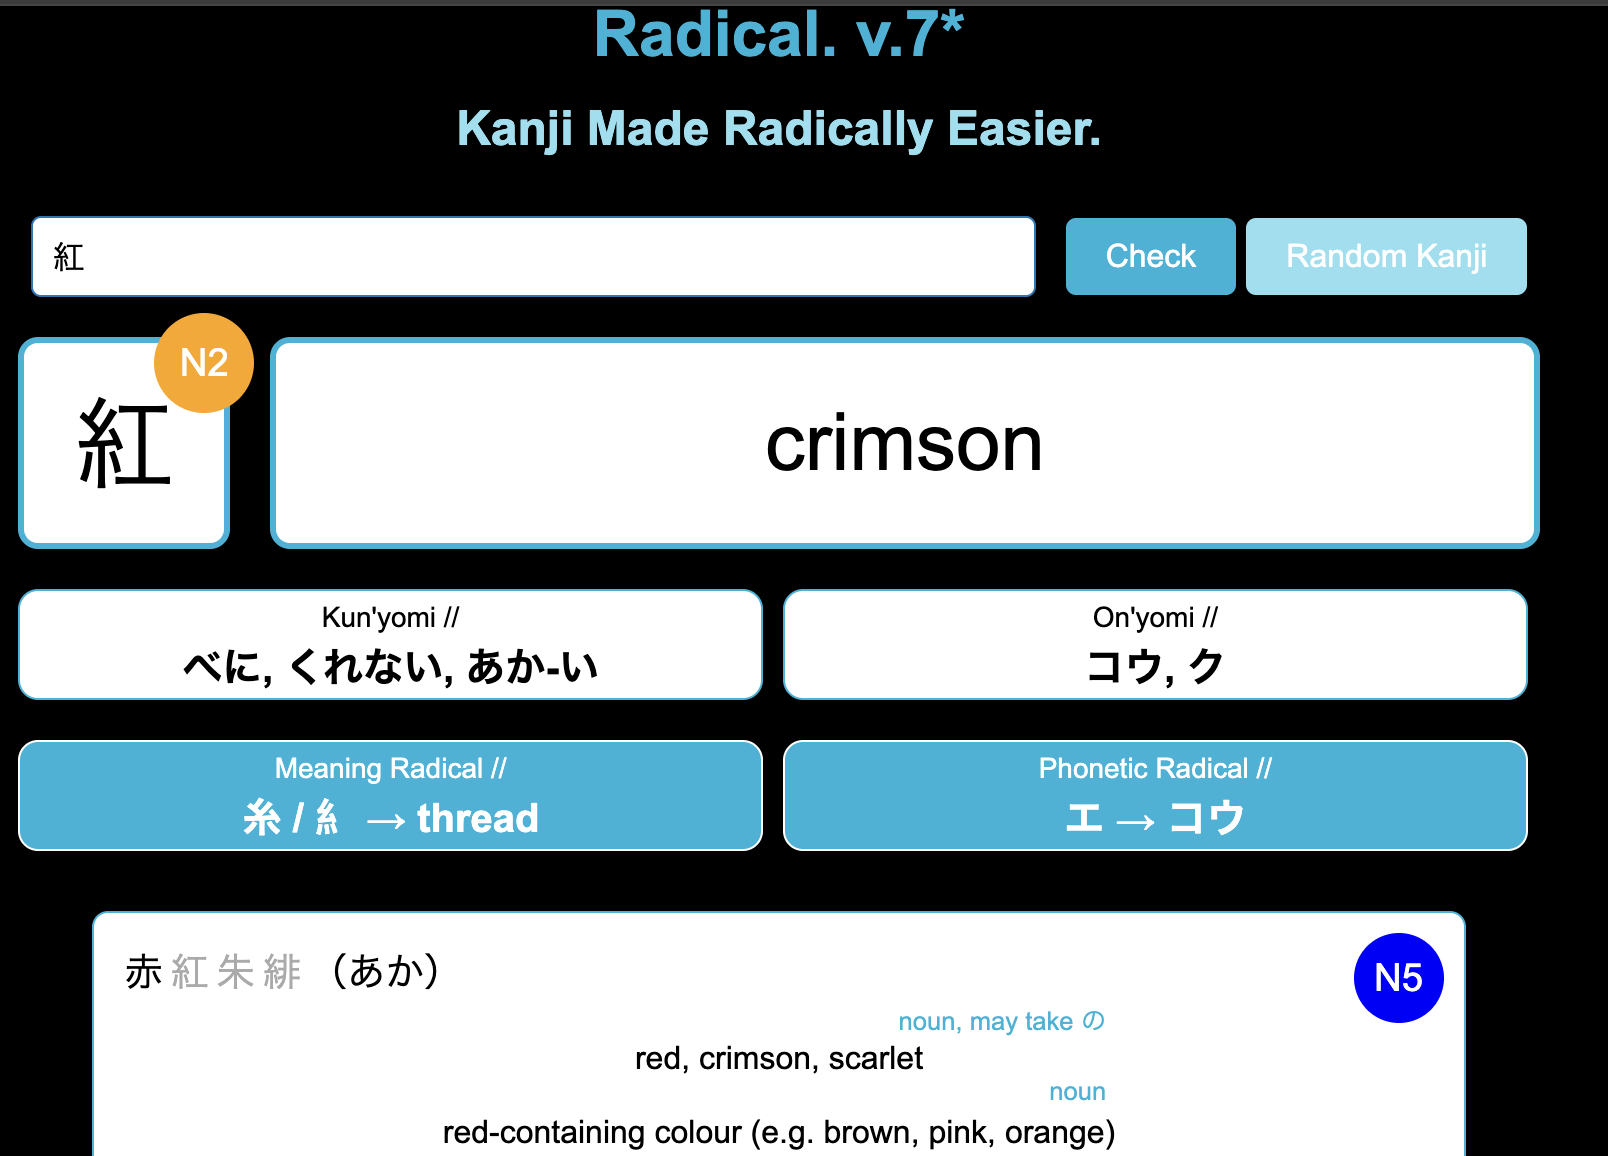 Radical. v.7*
Kanji Made Radically Easier.
紅
Check
Random Kanji
紅
N2
crimson
Kun'yomi //
べに, くれない, あか-い
On'yomi //
コウ, ク
Meaning Radical //
糸 / 糹 → thread
Phonetic Radical //
工 → コウ
赤 紅 朱 緋 （あか）
N5
noun, may take の
red, crimson, scarlet
noun
red-containing colour (e.g. brown, pink, orange)